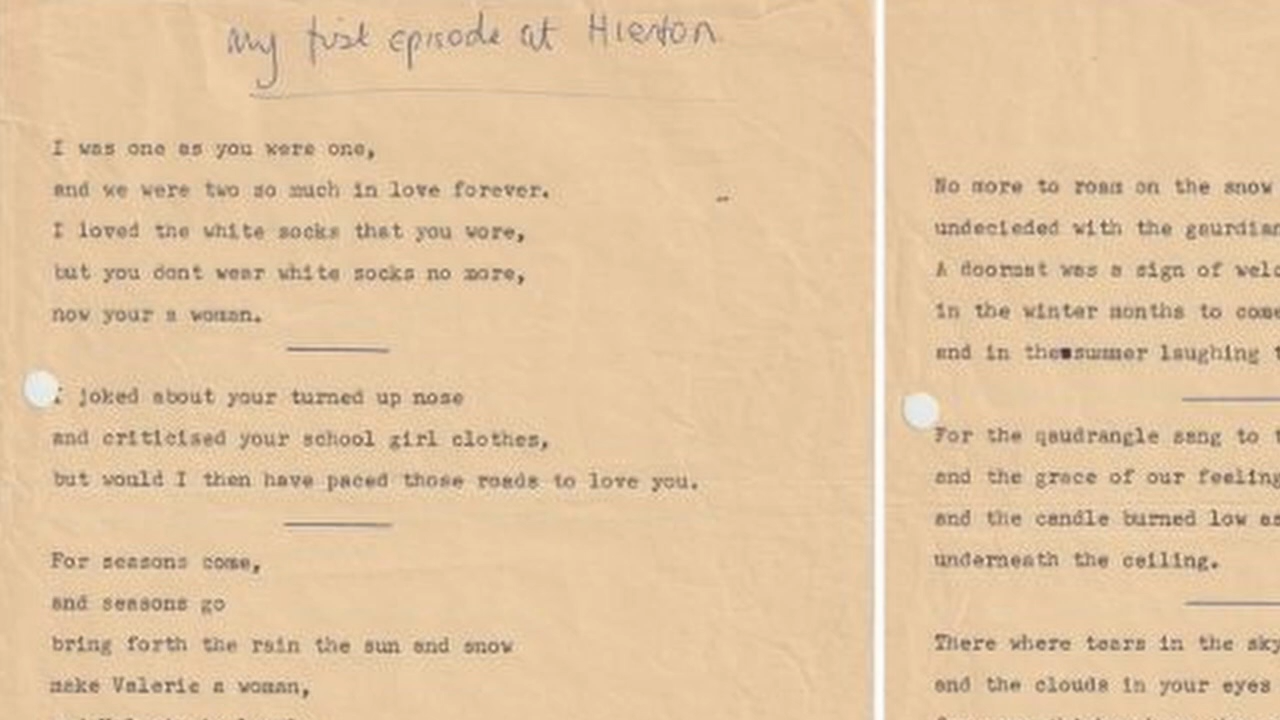 My first episode at Hienton
I was one as you were one,
and we were two so much in love forever.
I loved the white socks that you wore,
but you dont wear white socks no more,
now your a woman.
I joked about your turned up nose
and criticised your school girl clothes,
but would I then have paced those roads to love you.
For seasons come,
and seasons go
bring forth the rain the sun and snow
make Valerie a woman,
No more to roam on the snow
undecieded with the gaurdian
A doormat was a sign of welc
in the winter months to come
and in the summer laughing t
For the qaudrangle sang to t
and the grace of our feeling
and the candle burned low as
underneath the ceiling.
There where tears in the sky
and the clouds in your eyes